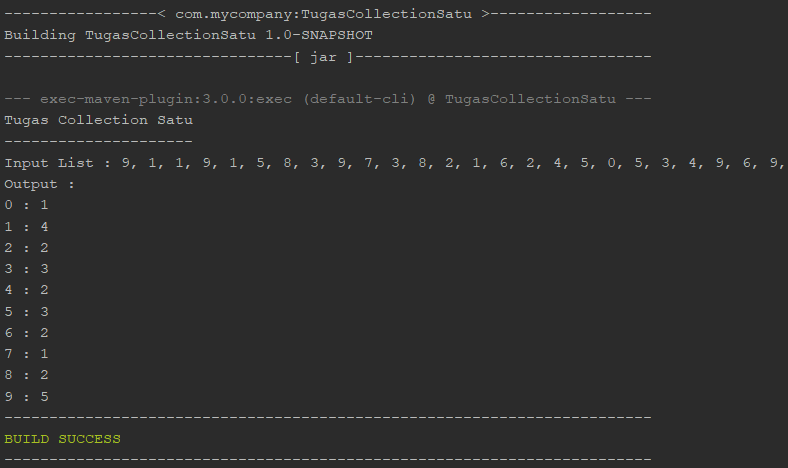 -----------------< com.mycompany:TugasCollectionSatu >------------------
Building TugasCollectionSatu 1.0-SNAPSHOT
--------------------------------[ jar ]---------------------------------
--- exec-maven-plugin:3.0.0:exec (default-cli) @ TugasCollectionSatu ---
Tugas Collection Satu
---------------------
Input List : 9, 1, 1, 9, 1, 5, 8, 3, 9, 7, 3, 8, 2, 1, 6, 2, 4, 5, 0, 5, 3, 4, 9, 6, 9,
Output :
0 : 1
1 : 4
2 : 2
3 : 3
4 : 2
5 : 3
6 : 2
7 : 1
8 : 2
9 : 5
------------------------------------------------------------------------
BUILD SUCCESS
------------------------------------------------------------------------